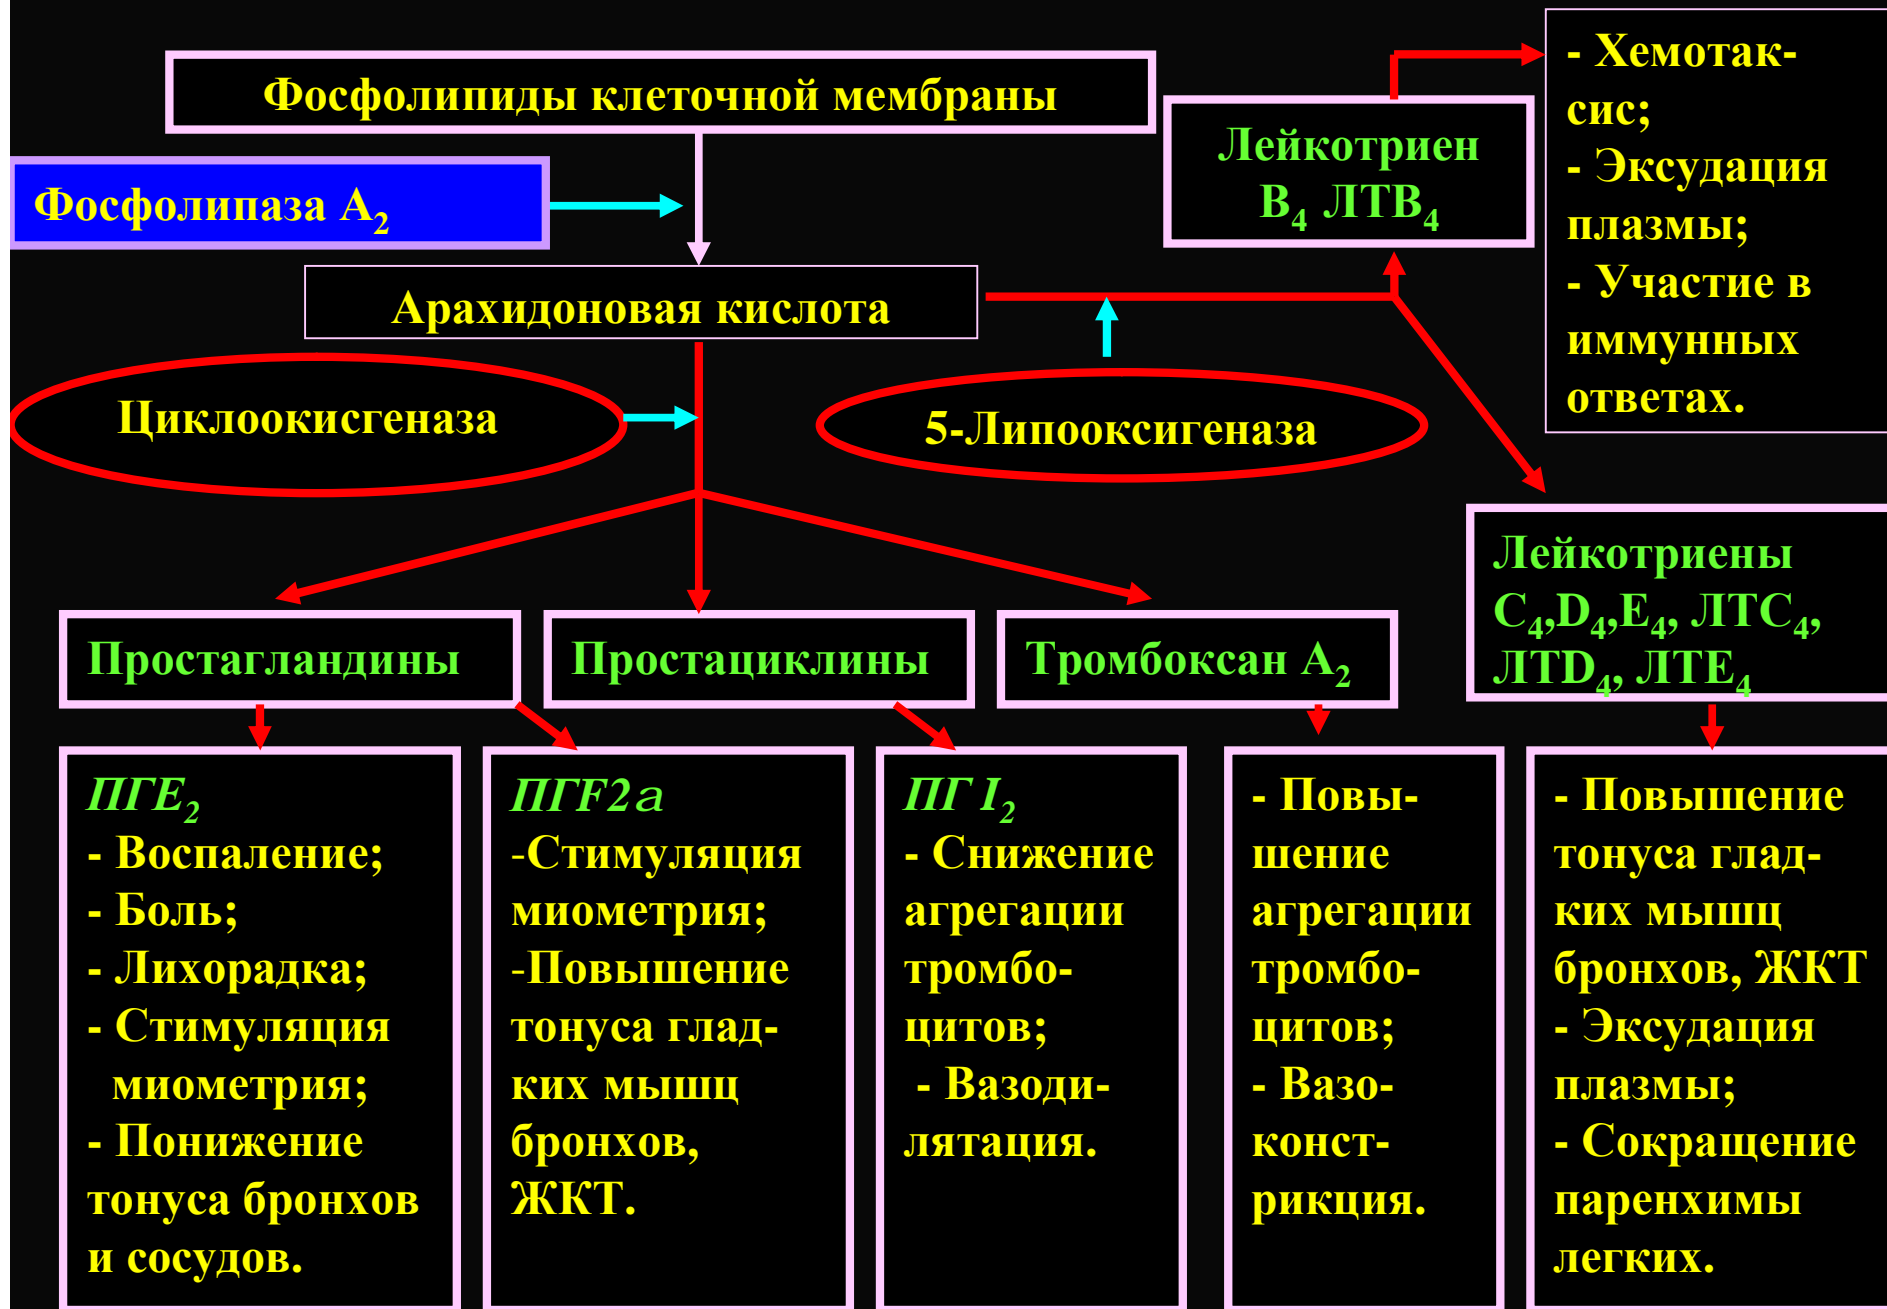 Фосфолипиды клеточной мембраны
Фосфолипаза А₂
Арахидоновая кислота
Циклоокисгеназа
5-Липооксигеназа
Лейкотриен
В₄ ЛТВ₄
- Хемотак-
сис;
- Эксудация
плазмы;
- Участие в
иммунных
ответах.
Лейкотриены
С₄,D₄,Е₄, ЛТС₄,
ЛТD₄, ЛТЕ₄
Простагландины
Простациклины
Тромбоксан А₂
ПГЕ₂
- Воспаление;
- Боль;
- Лихорадка;
- Стимуляция
миометрия;
- Понижение
тонуса бронхов
и сосудов.
ПГF2a
-Стимуляция
миометрия;
-Повышение
тонуса глад-
ких мышц
бронхов,
ЖКТ.
ПГ I₂
- Снижение
агрегации
тромбо-
цитов;
- Вазоди-
лятация.
- Повы-
шение
агрегации
тромбо-
цитов;
- Вазо-
конст-
рикция.
- Повышение
тонуса глад-
ких мышц
бронхов, ЖКТ
- Эксудация
плазмы;
- Сокращение
паренхимы
легких.